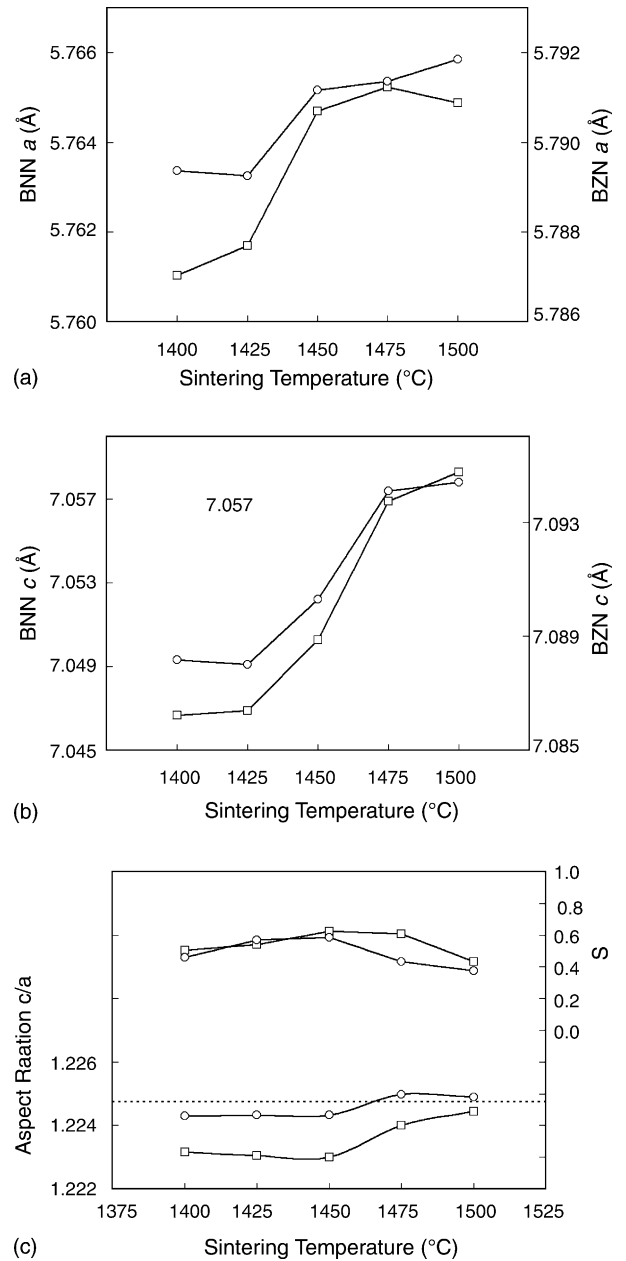 5.766
5.764
5.762
5.760
BNN a (Å)
5.792
5.790
5.788
5.786
BZN a (Å)
1400 1425 1450 1475 1500
(a) Sintering Temperature (°C)
7.057
7.053
7.049
7.045
BNN c (Å)
7.057
7.093
7.089
7.085
BZN c (Å)
1400 1425 1450 1475 1500
(b) Sintering Temperature (°C)
Aspect Raation c/a
1.226
1.224
1.222
1.0
0.8
0.6
0.4
0.2
0.0
S
1375 1400 1425 1450 1475 1500 1525
(c) Sintering Temperature (°C)